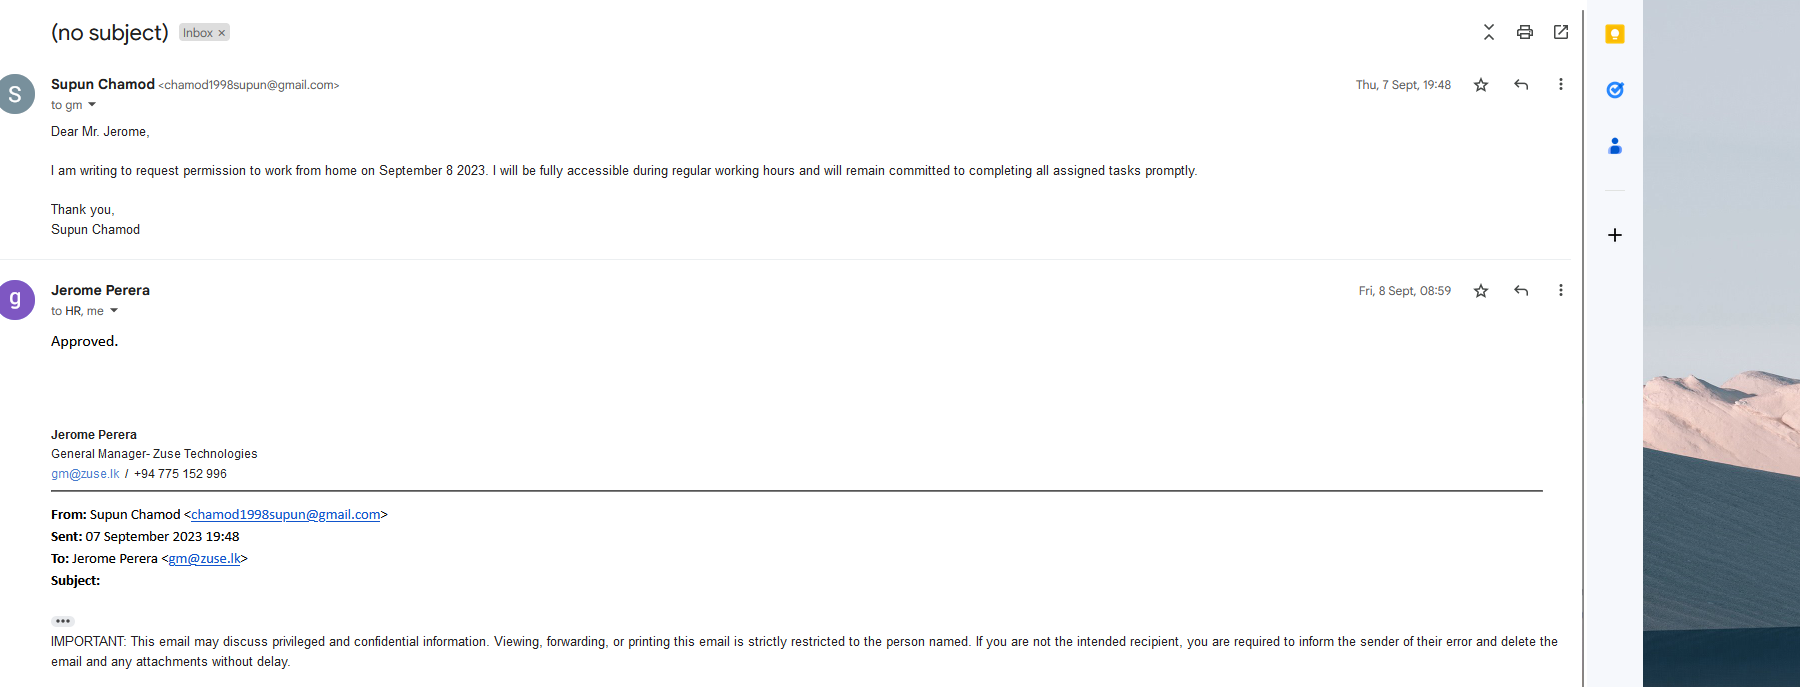 (no subject) Inbox ×
Supun Chamod <chamod1998supun@gmail.com> Thu, 7 Sept, 19:48
S
to gm
Dear Mr. Jerome,
I am writing to request permission to work from home on September 8 2023. I will be fully accessible during regular working hours and will remain committed to completing all assigned tasks promptly.
Thank you,
Supun Chamod
Jerome Perera Fri, 8 Sept, 08:59
g
to HR, me
Approved.
Jerome Perera
General Manager- Zuse Technologies
gm@zuse.lk / +94 775 152 996
From: Supun Chamod <chamod1998supun@gmail.com>
Sent: 07 September 2023 19:48
To: Jerome Perera <gm@zuse.lk>
Subject:
IMPORTANT: This email may discuss privileged and confidential information. Viewing, forwarding, or printing this email is strictly restricted to the person named. If you are not the intended recipient, you are required to inform the sender of their error and delete the
email and any attachments without delay.